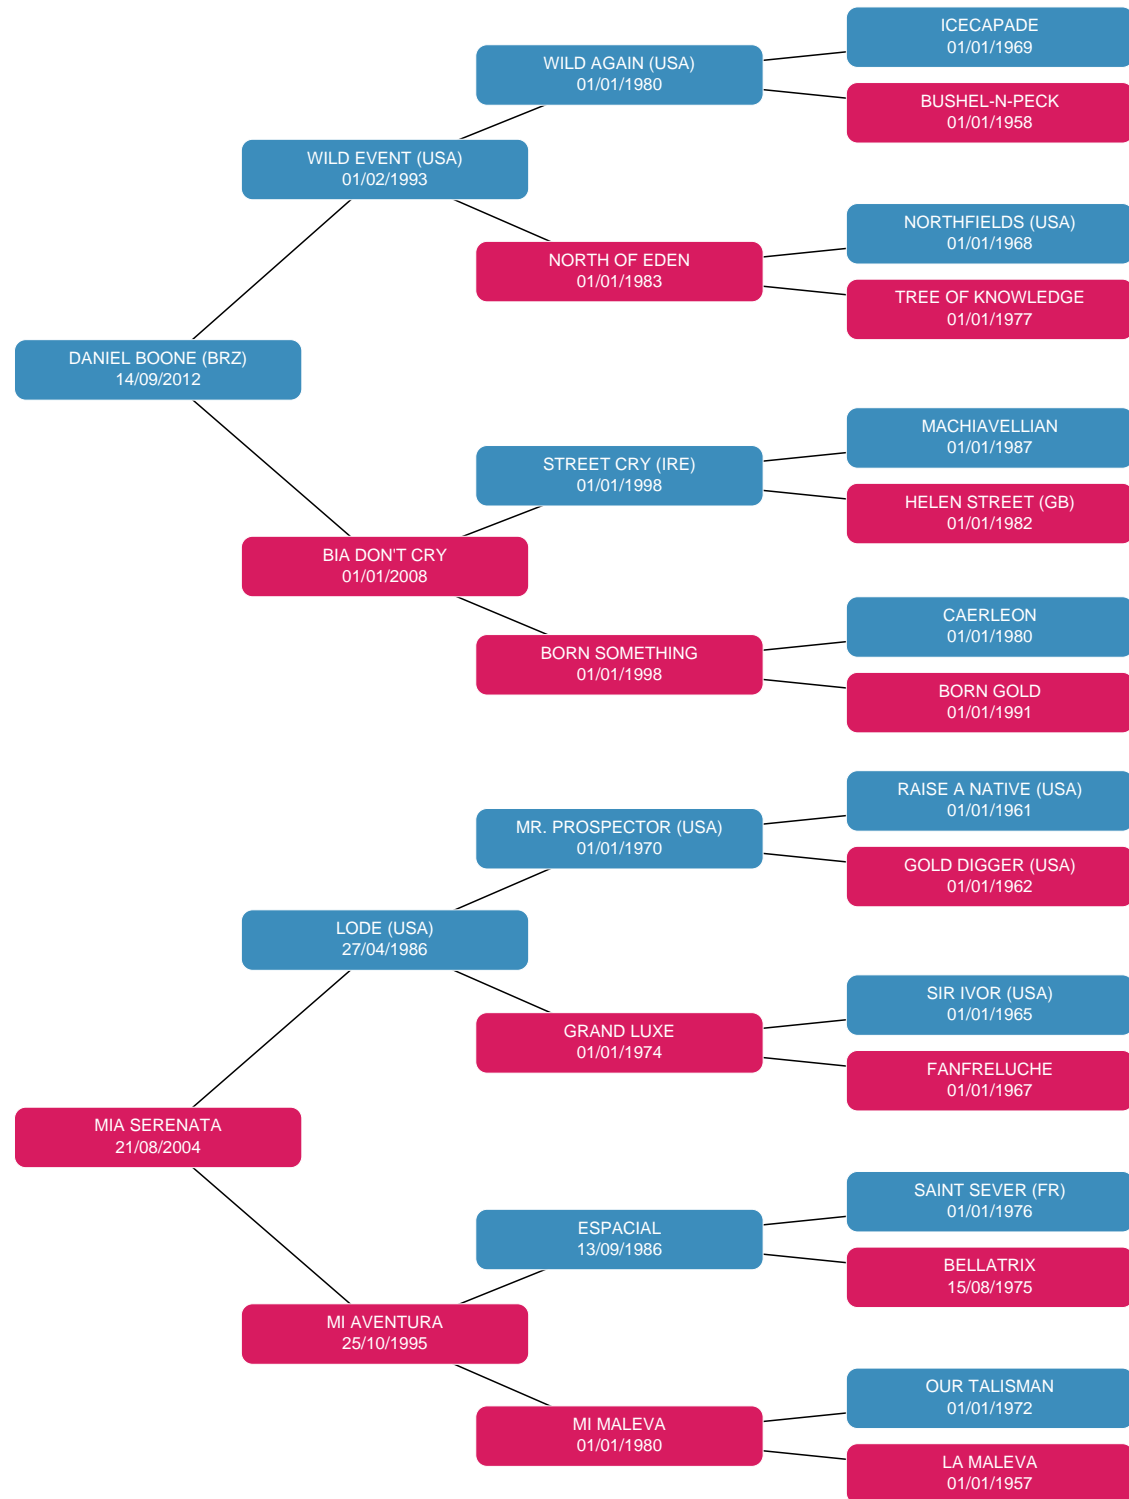 ICECAPADE
01/01/1969
WILD AGAIN (USA)
01/01/1980
BUSHEL-N-PECK
01/01/1958
WILD EVENT (USA)
01/02/1993
NORTHFIELDS (USA)
01/01/1968
NORTH OF EDEN
01/01/1983
TREE OF KNOWLEDGE
01/01/1977
DANIEL BOONE (BRZ)
14/09/2012
MACHIAVELLIAN
01/01/1987
STREET CRY (IRE)
01/01/1998
HELEN STREET (GB)
01/01/1982
BIA DON'T CRY
01/01/2008
CAERLEON
01/01/1980
BORN SOMETHING
01/01/1998
BORN GOLD
01/01/1991
RAISE A NATIVE (USA)
01/01/1961
MR. PROSPECTOR (USA)
01/01/1970
GOLD DIGGER (USA)
01/01/1962
LODE (USA)
27/04/1986
SIR IVOR (USA)
01/01/1965
GRAND LUXE
01/01/1974
FANFRELUCHE
01/01/1967
MIA SERENATA
21/08/2004
SAINT SEVER (FR)
01/01/1976
ESPACIAL
13/09/1986
BELLATRIX
15/08/1975
MI AVENTURA
25/10/1995
OUR TALISMAN
01/01/1972
MI MALEVA
01/01/1980
LA MALEVA
01/01/1957